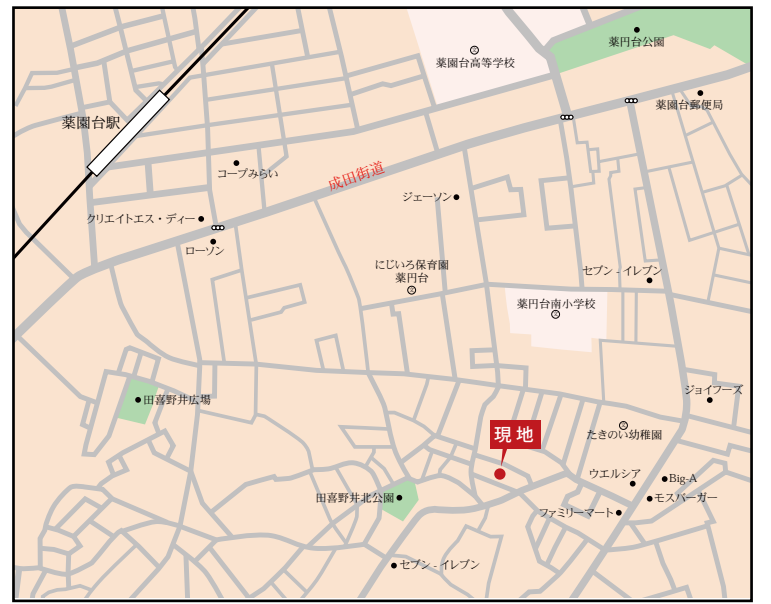 薬円台公園
薬園台高等学校
薬園台郵便局
薬園台駅
コープみらい
成田街道
ジェーソン
クリエイトエス・ディー
ローソン
にじいろ保育園
薬円台
セブン - イレブン
薬円台南小学校
ジョイフーズ
田喜野井広場
現地
たきのい幼稚園
ウエルシア
Big-A
田喜野井北公園
モスバーガー
ファミリーマート
セブン - イレブン